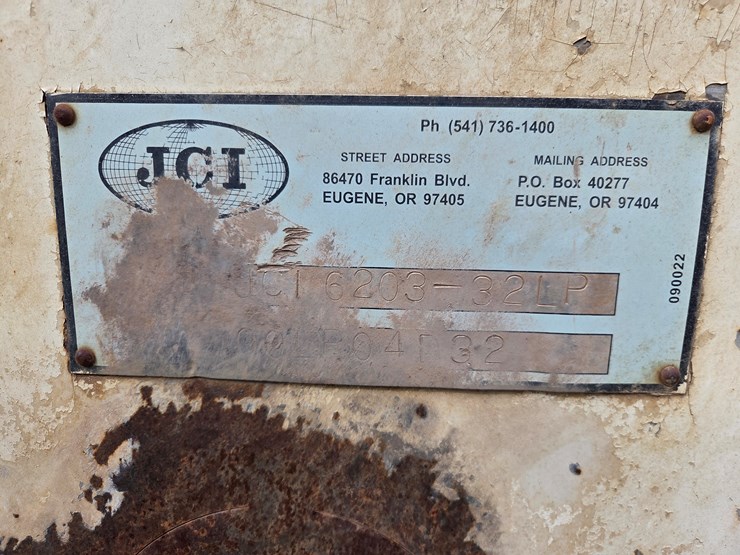 JCI
Ph (541) 736-1400
STREET ADDRESS
86470 Franklin Blvd.
EUGENE, OR 97405
MAILING ADDRESS
P.O. Box 40277
EUGENE, OR 97404
090022
6203-32LP